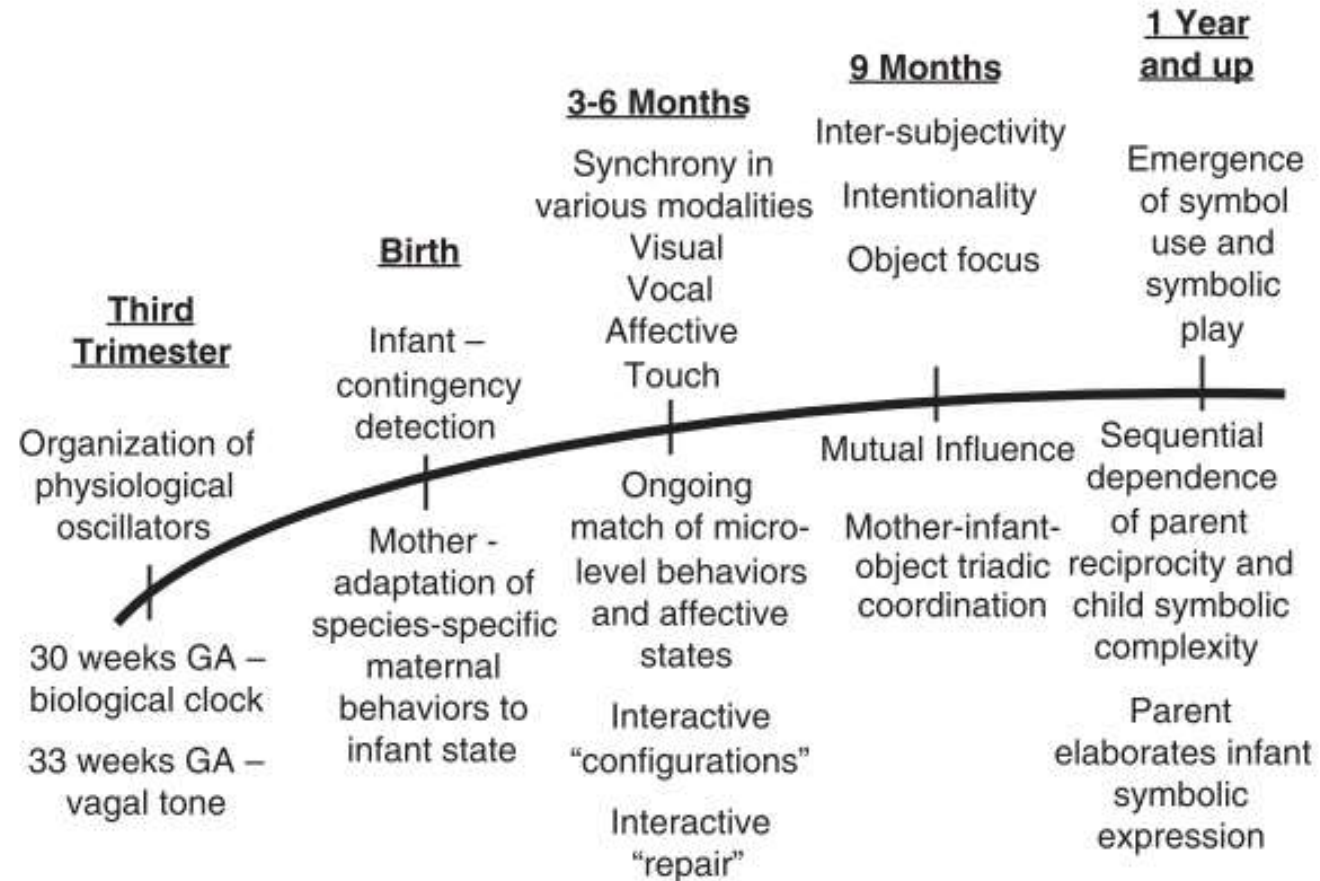 Third
Trimester
Organization of
physiological
oscillators
30 weeks GA –
biological clock
33 weeks GA –
vagal tone
Birth
Infant –
contingency
detection
Mother -
adaptation of
species-specific
maternal
behaviors to
infant state
3-6 Months
Synchrony in
various modalities
Visual
Vocal
Affective
Touch
Ongoing
match of micro-
level behaviors
and affective
states
Interactive
“configurations”
Interactive
“repair”
9 Months
Inter-subjectivity
Intentionality
Object focus
Mutual Influence
Mother-infant-
object triadic
coordination
1 Year
and up
Emergence
of symbol
use and
symbolic
play
Sequential
dependence
of parent
reciprocity and
child symbolic
complexity
Parent
elaborates infant
symbolic
expression